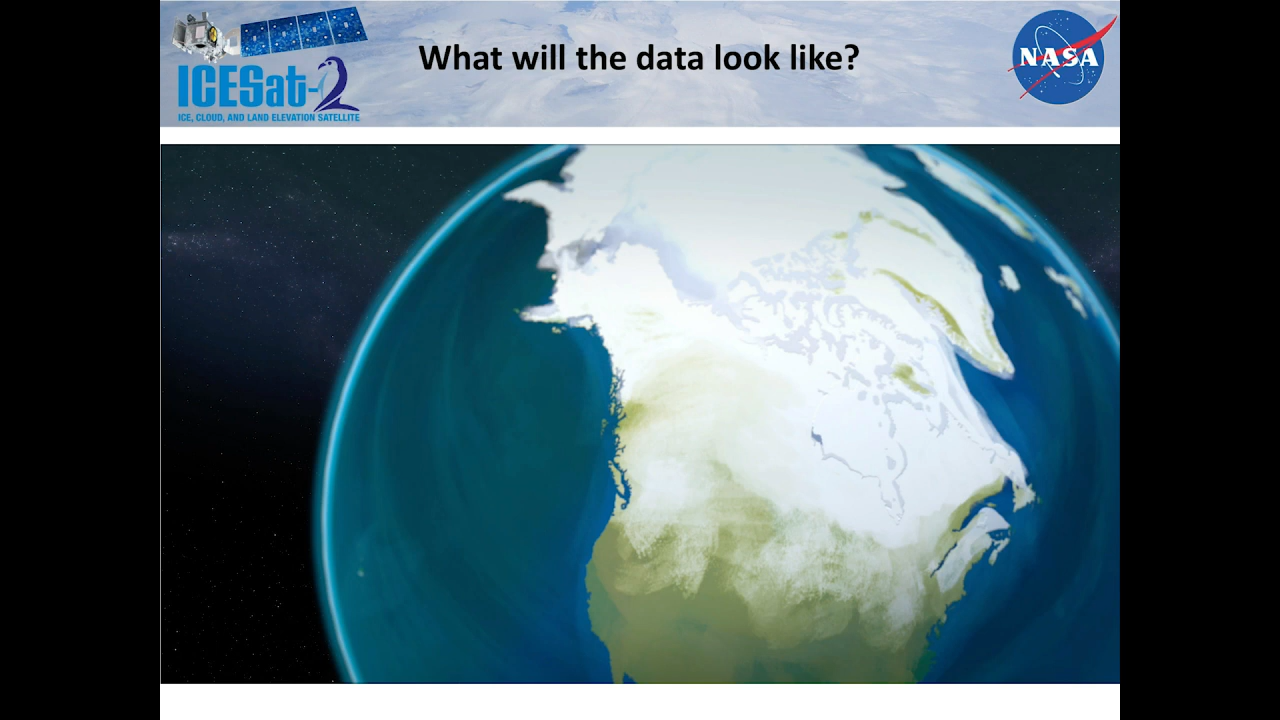 What will the data look like?
ICESat-2
ICE, CLOUD, AND LAND ELEVATION SATELLITE
NASA